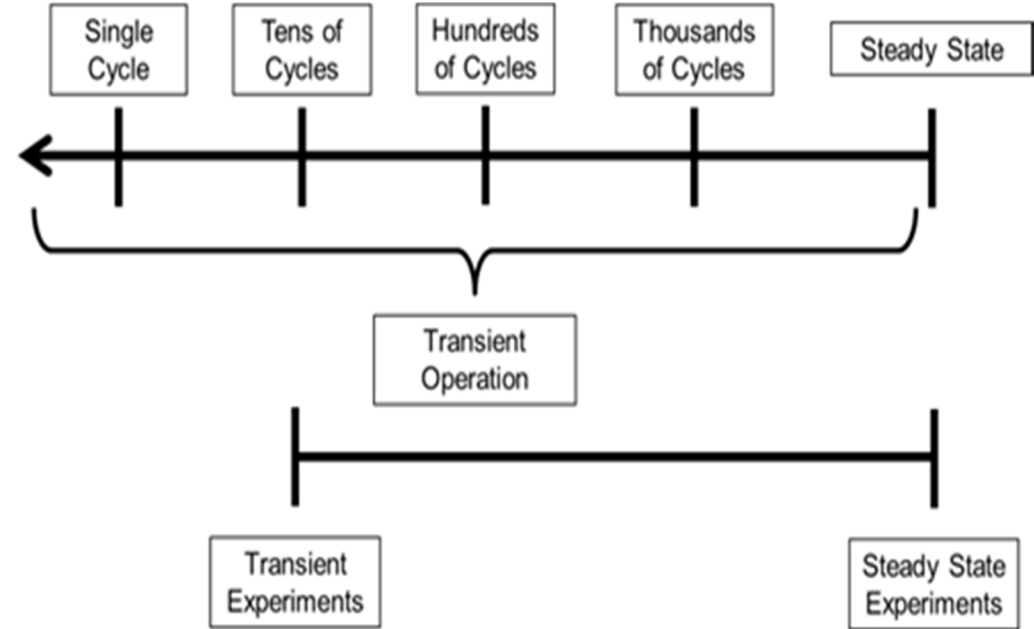 Single
Cycle
Tens of
Cycles
Hundreds
of Cycles
Thousands
of Cycles
Steady State
Transient
Operation
Transient
Experiments
Steady State
Experiments